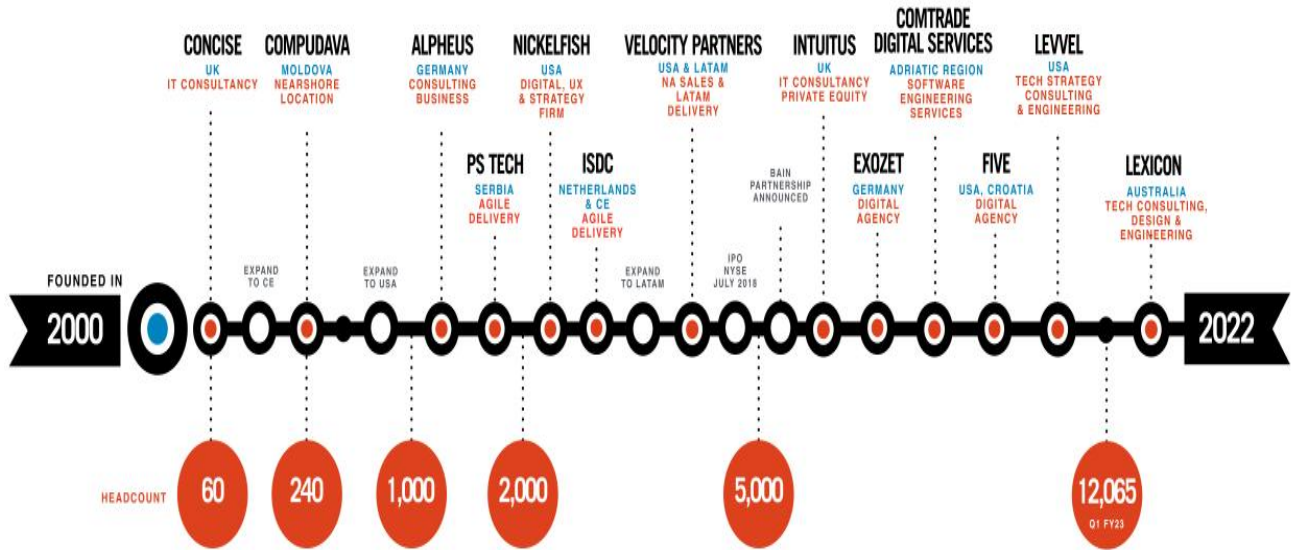 FOUNDED IN
2000
CONCISE
UK
IT CONSULTANCY
EXPAND
TO CE
COMPUDAVA
MOLDOVA
NEARSHORE
LOCATION
EXPAND
TO USA
ALPHEUS
GERMANY
CONSULTING
BUSINESS
PS TECH
SERBIA
AGILE
DELIVERY
NICKELFISH
USA
DIGITAL, UX
& STRATEGY
FIRM
ISDC
NETHERLANDS
& CE
AGILE
DELIVERY
EXPAND
TO LATAM
VELOCITY PARTNERS
USA & LATAM
NA SALES &
LATAM
DELIVERY
IPO
NYSE
JULY 2018
BAIN
PARTNERSHIP
ANNOUNCED
INTUITUS
UK
IT CONSULTANCY
PRIVATE EQUITY
EXOZET
GERMANY
DIGITAL
AGENCY
COMTRADE
DIGITAL SERVICES
ADRIATIC REGION
SOFTWARE
ENGINEERING
SERVICES
FIVE
USA, CROATIA
DIGITAL
AGENCY
LEVVEL
USA
TECH STRATEGY
CONSULTING
& ENGINEERING
LEXICON
AUSTRALIA
TECH CONSULTING,
DESIGN &
ENGINEERING
2022
HEADCOUNT
60
240
1,000
2,000
5,000
12,065
Q1 FY23